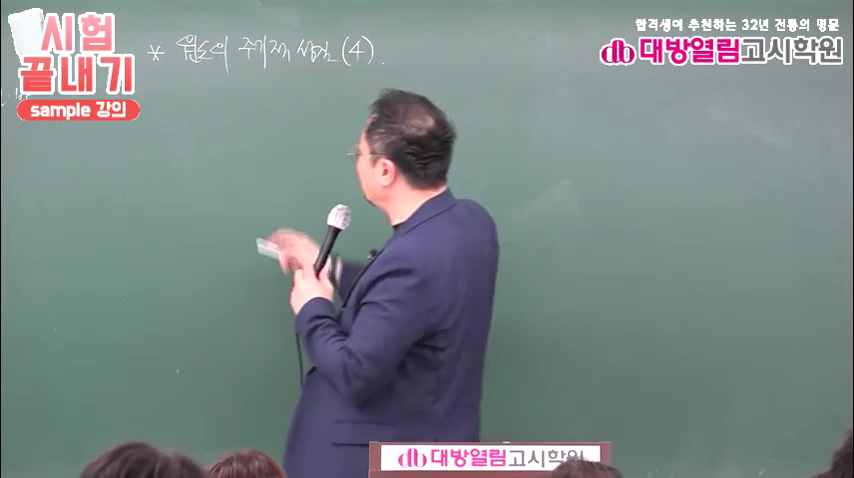 시험
끝내기
sample 강의
* 원소의 주기적 성질 (4).
합격생이 추천하는 32년 전통의 명문
db 대방열림고시학원
db 대방열림고시학원